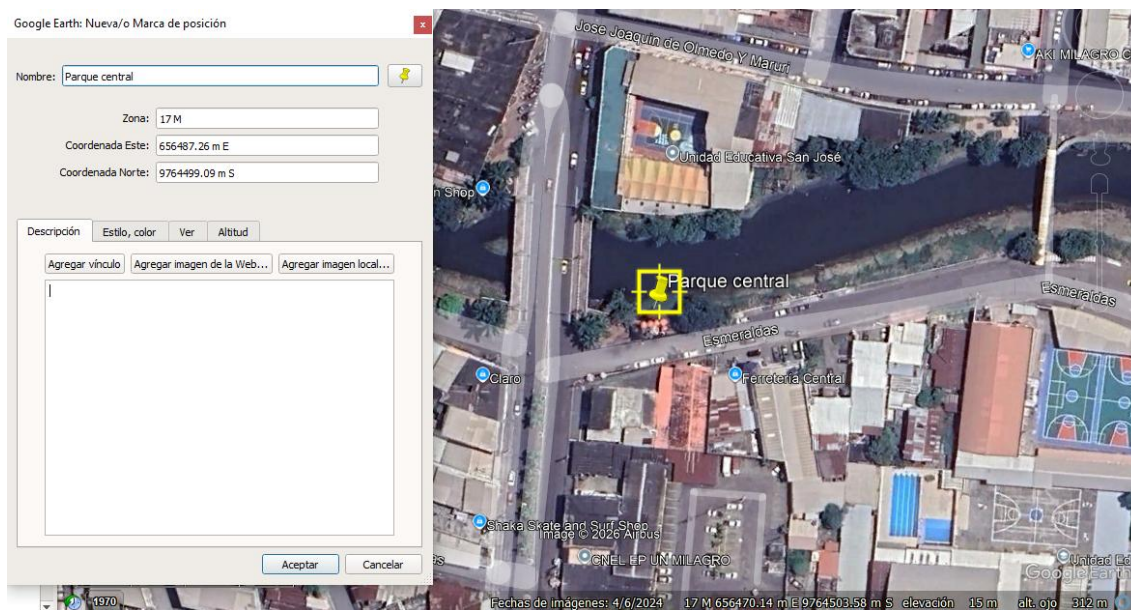 Google Earth: Nueva/o Marca de posición
x
Nombre: Parque central
Zona: 17 M
Coordenada Este: 656487.26 m E
Coordenada Norte: 9764499.09 m S
Descripción Estilo, color Ver Altitud
Agregar vínculo Agregar imagen de la Web... Agregar imagen local...
Aceptar Cancelar
Jose Joaquin de Olmedo Y Maruri
AKI MILAGRO C
Unidad Educativa San José
n Shop
Parque central
Esmeraldas
Esmeraldas
Claro
Ferretería Central
Shaka Skate and Surf Shop
Image © 2026 Airbus
CNEL EP UN MILAGRO
Unidad Ed
Google Earth
1970
Fechas de imágenes: 4/6/2024 17 M 656470.14 m E 9764503.58 m S elevación 15 m alt. ojo 312 m